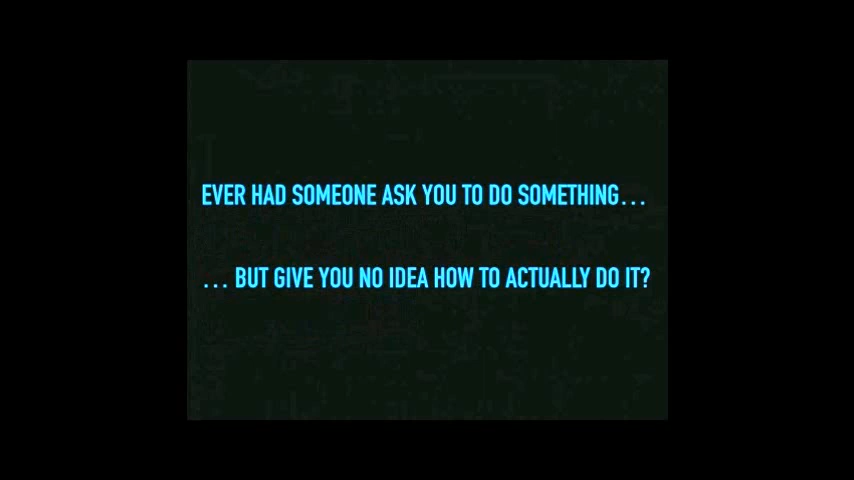 EVER HAD SOMEONE ASK YOU TO DO SOMETHING...
... BUT GIVE YOU NO IDEA HOW TO ACTUALLY DO IT?